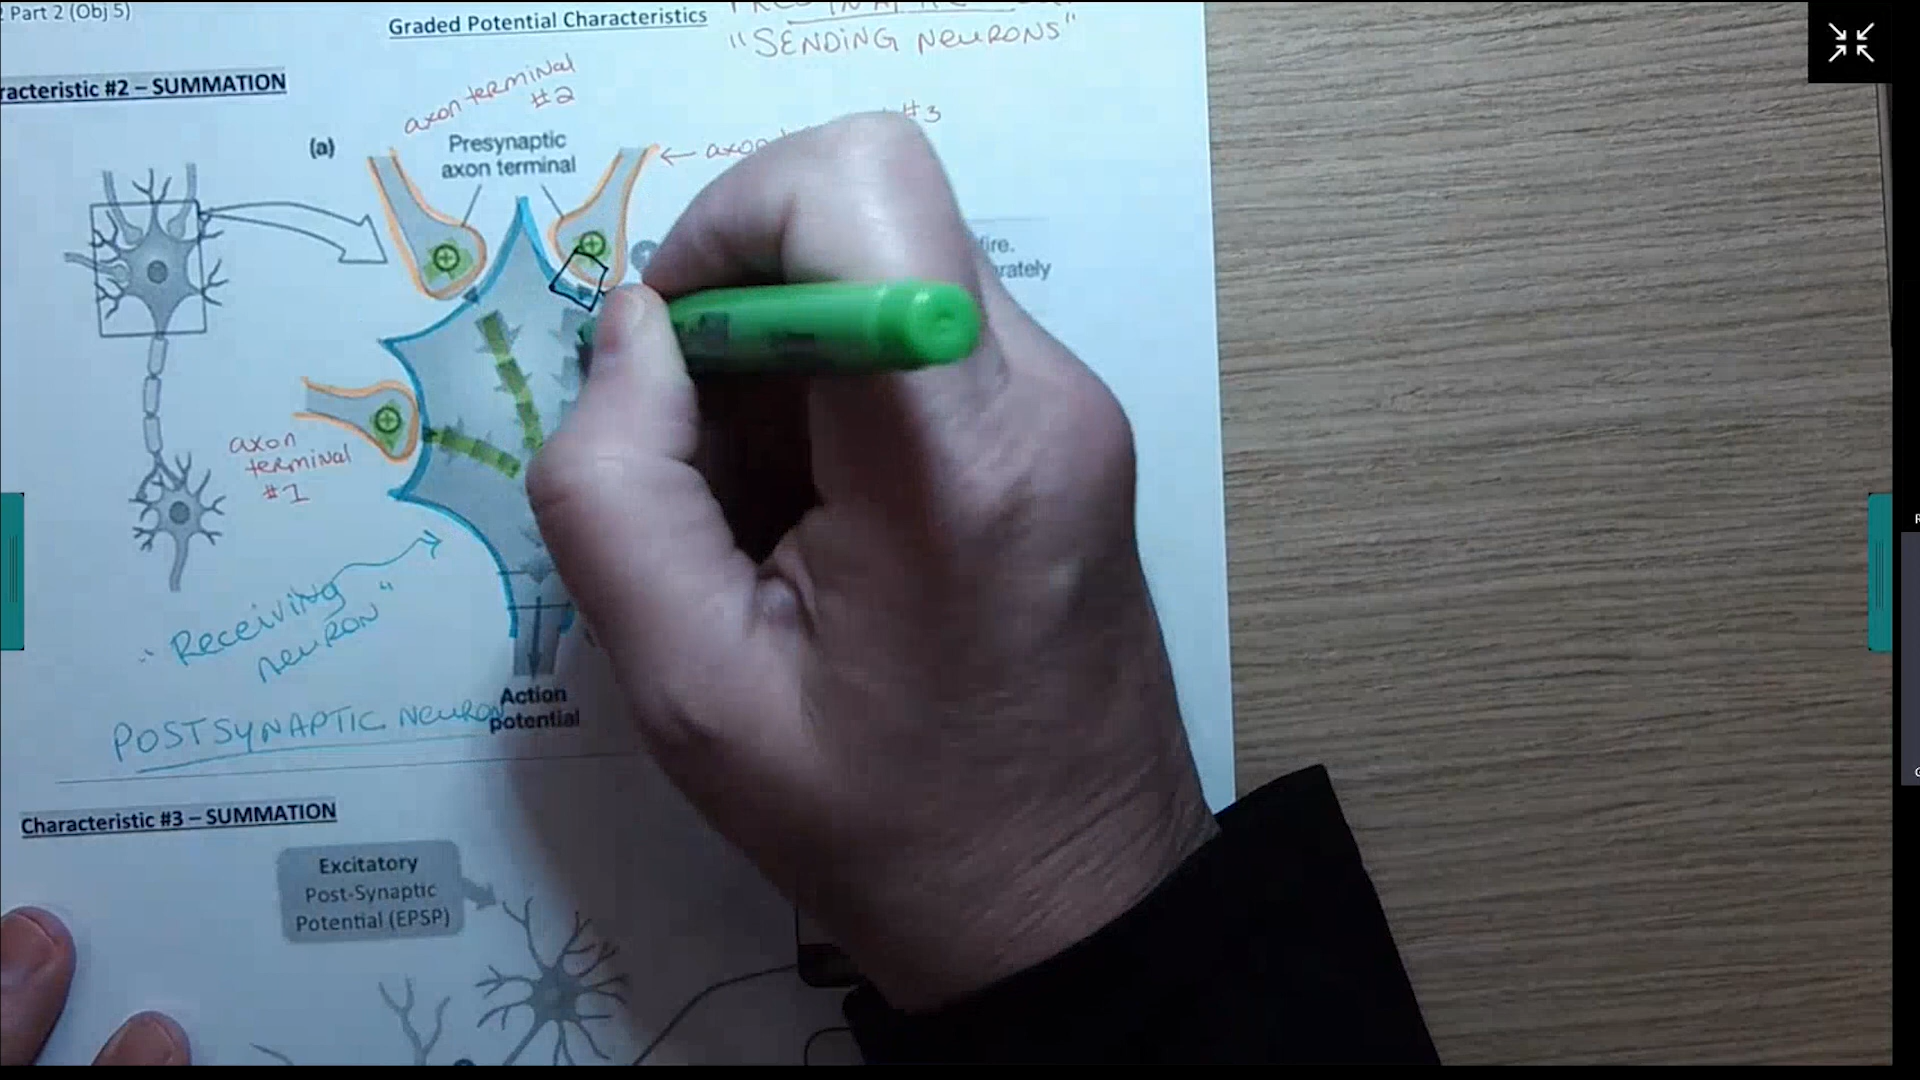 Part 2 (Obj 5)
Graded Potential Characteristics
"SENDING NEURONS"
racteristic #2 – SUMMATION
axon terminal
#2
#3
(a)
Presynaptic
axon terminal
fire.
rately
axon
terminal
#1
"Receiving
neuRON"
POSTSYNAPTIC NeuRON
Action
potential
Characteristic #3 – SUMMATION
Excitatory
Post-Synaptic
Potential (EPSP)